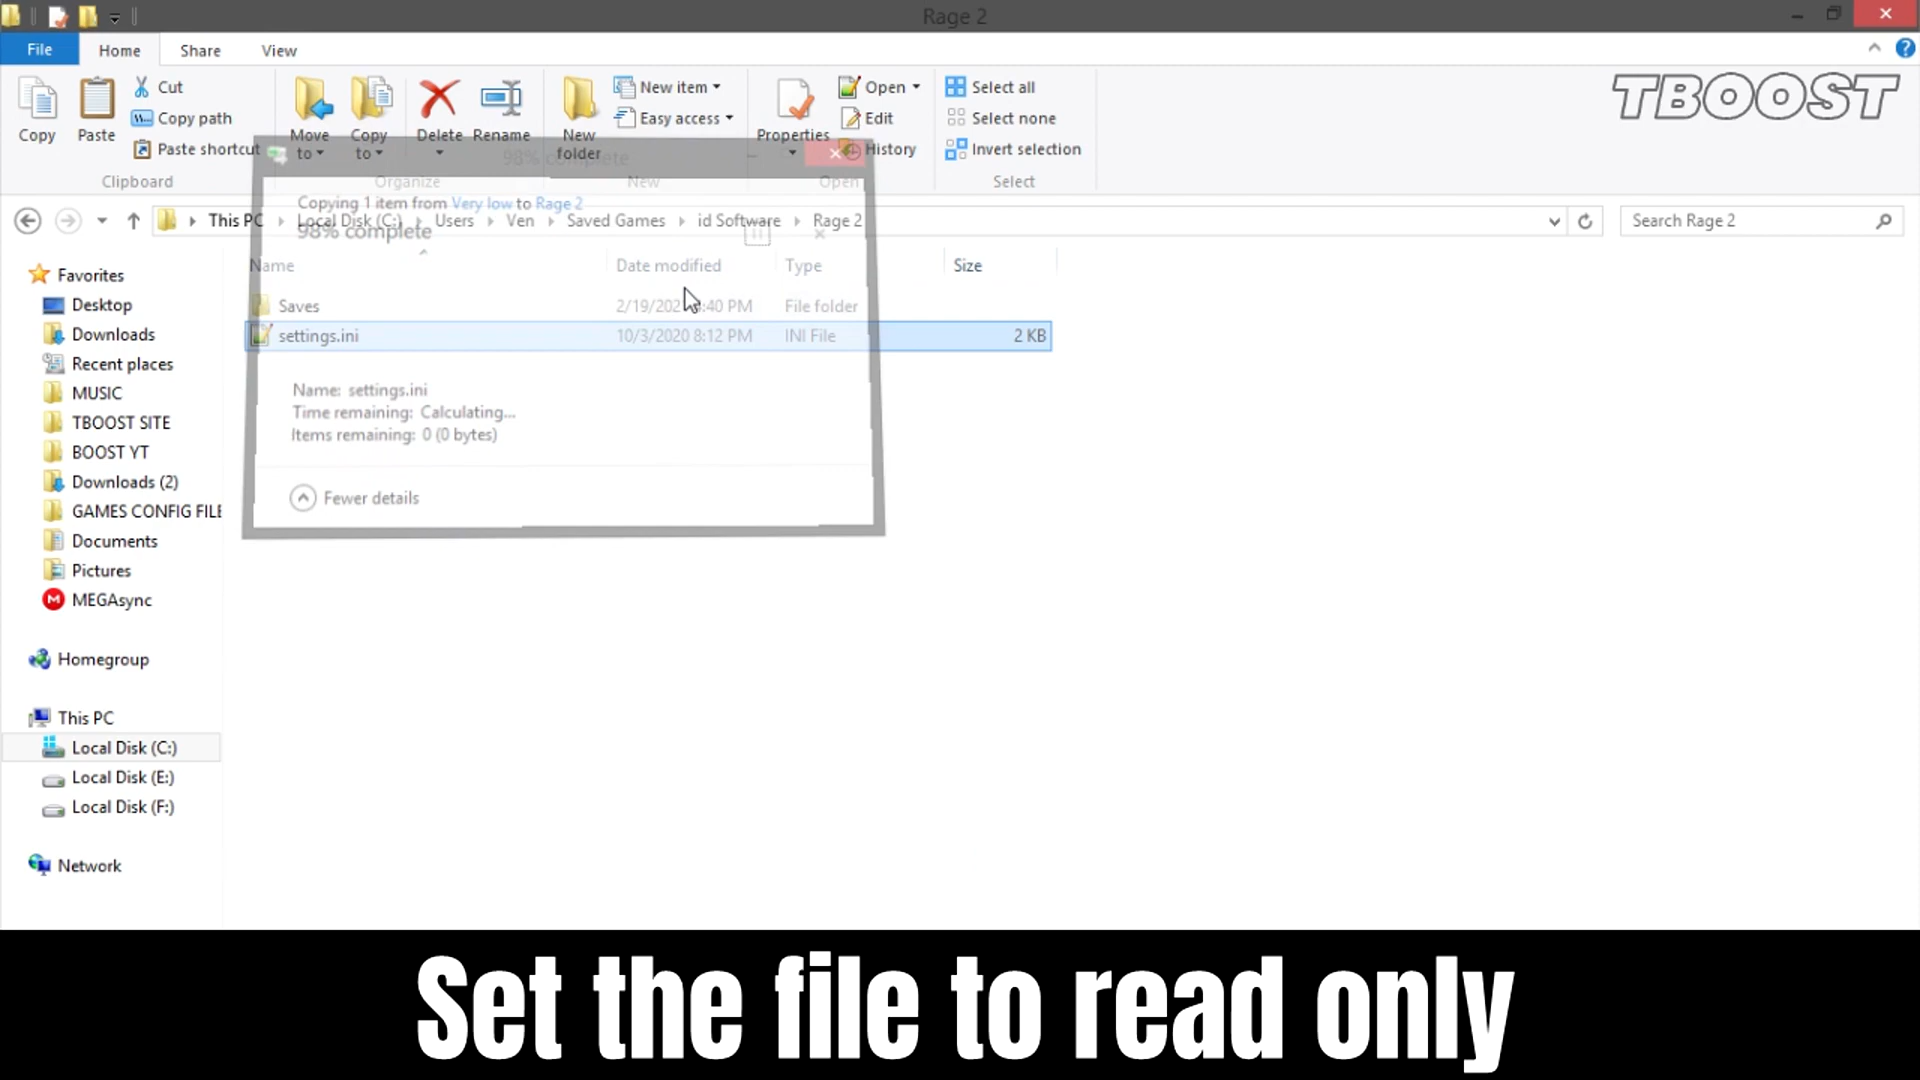 Rage 2
File Home Share View
Copy
Paste
Cut
Copy path
Paste shortcut
Clipboard
Move to
Copy to
Delete
Rename
Organize
New folder
New item
Easy access
New
Properties
Open
Edit
History
Open
Select all
Select none
Invert selection
Select
TBOOST
98% complete
Copying 1 item from Very low to Rage 2
This PC Local Disk (C:) Users Ven Saved Games id Software Rage 2
Search Rage 2
98% complete
Name Date modified Type Size
Saves 2/19/202 :40 PM File folder
settings.ini 10/3/2020 8:12 PM INI File 2 KB
Name: settings.ini
Time remaining: Calculating...
Items remaining: 0 (0 bytes)
Fewer details
Favorites
Desktop
Downloads
Recent places
MUSIC
TBOOST SITE
BOOST YT
Downloads (2)
GAMES CONFIG FILE
Documents
Pictures
MEGAsync
Homegroup
This PC
Local Disk (C:)
Local Disk (E:)
Local Disk (F:)
Network
Set the file to read only